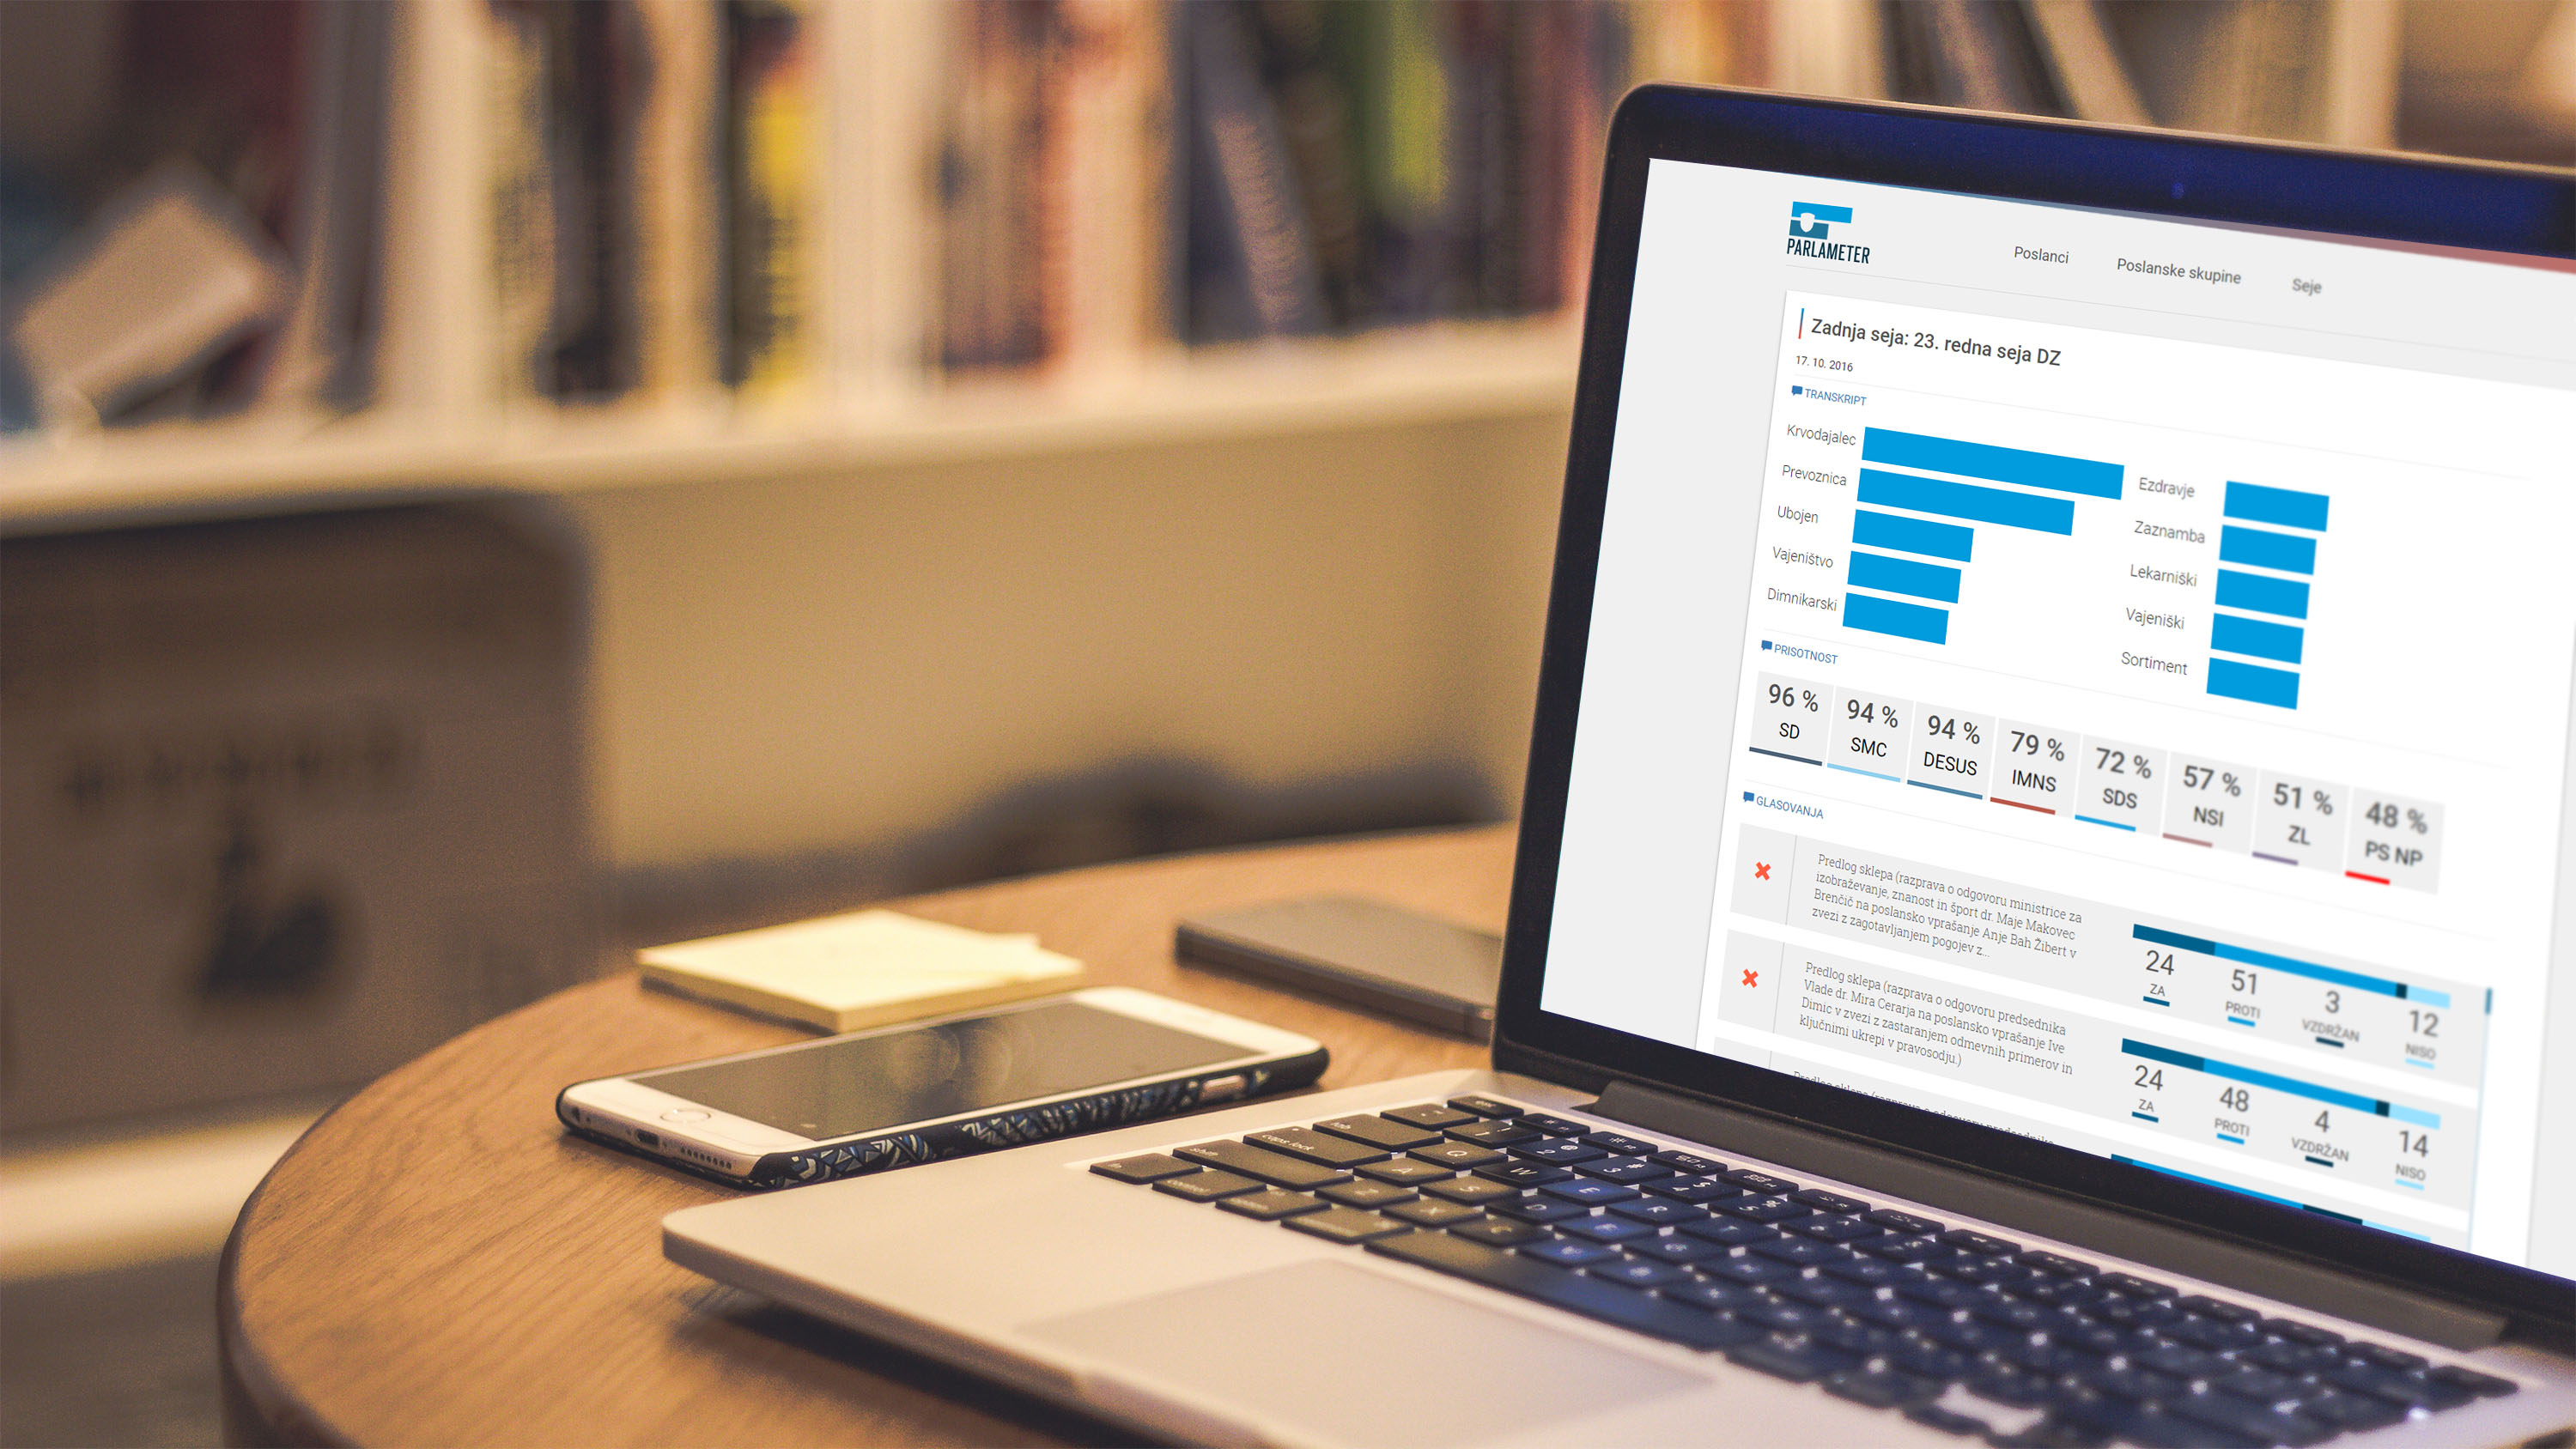 PARLAMETER
Poslanci
Poslanske skupine
Seje
Zadnja seja: 23. redna seja DZ
17. 10. 2016
TRANSKRIPT
Krvodajalec
Prevoznica
Ubojen
Vajeništvo
Dimnikarski
Ezdravje
Zaznamba
Lekarniški
Vajeniški
Sortiment
PRISOTNOST
96 %
SD
94 %
SMC
94 %
DESUS
79 %
IMNS
72 %
SDS
57 %
NSI
51 %
ZL
48 %
PS NP
GLASOVANJA
Predlog sklepa (razprava o odgovoru ministrice za
izobraževanje, znanost in šport dr. Maje Makovec
Brenčič na poslansko vprašanje Anje Bah Žibert v
zvezi z zagotavljanjem pogojev z...
24
ZA
51
PROTI
3
VZDRŽAN
12
NISO
Predlog sklepa (razprava o odgovoru predsednika
Vlade dr. Mira Cerarja na poslansko vprašanje Ive
Dimic v zvezi z zastaranjem odmevnih primerov in
ključnimi ukrepi v pravosodju.)
24
ZA
48
PROTI
4
VZDRŽAN
14
NISO
Predlog sklepa (razprava o odgovoru predsednika